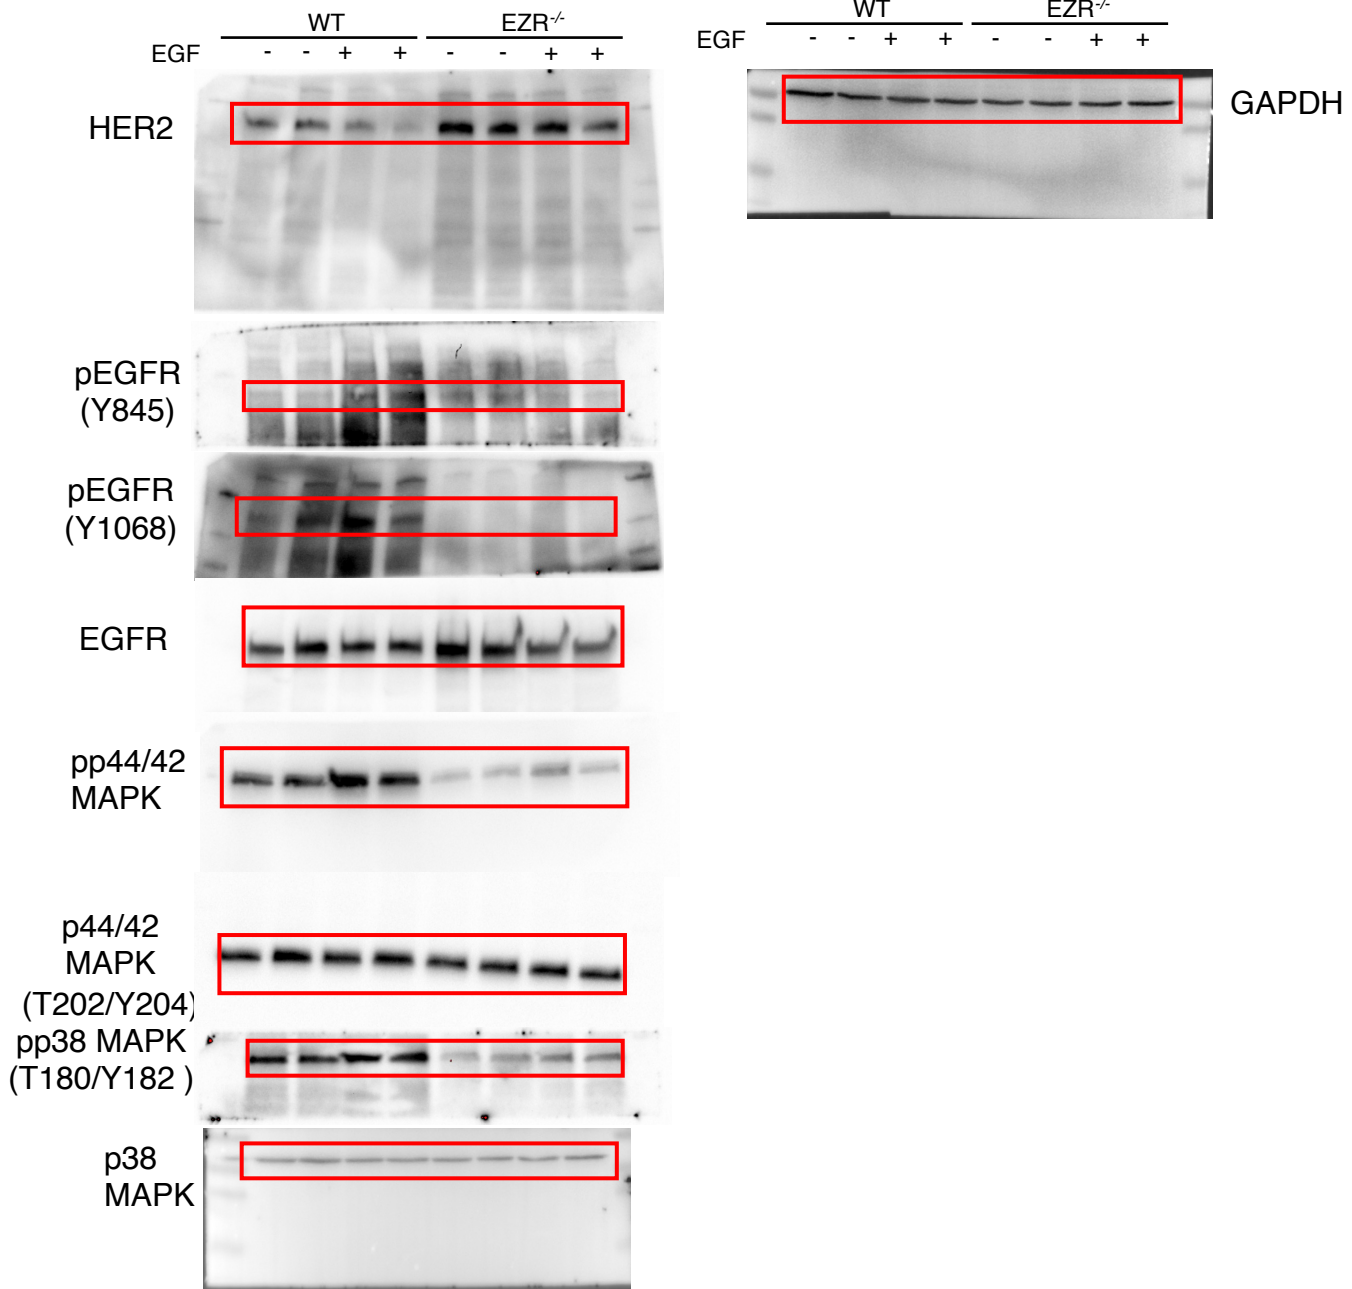 WT EZR-/-
EGF - - + + - - + +
HER2
pEGFR
(Y845)
pEGFR
(Y1068)
EGFR
pp44/42
MAPK
p44/42
MAPK
(T202/Y204)
pp38 MAPK
(T180/Y182 )
p38
MAPK
WT EZR-/-
EGF - - + + - - + +
GAPDH